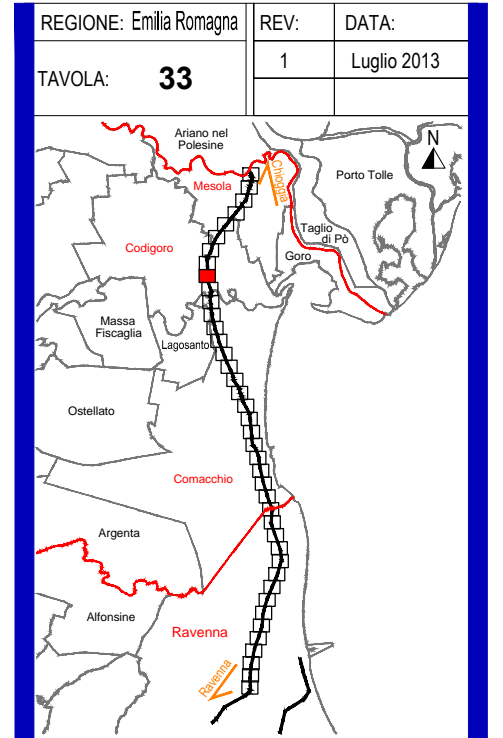 REGIONE: Emilia Romagna
REV:
DATA:
TAVOLA: 33
1
Luglio 2013
Ariano nel
Polesine
N
Mesola
Chioggia
Porto Tolle
Codigoro
Taglio
di Pò
Goro
Massa
Fiscaglia
Lagosanto
Ostellato
Comacchio
Argenta
Alfonsine
Ravenna
Ravenna